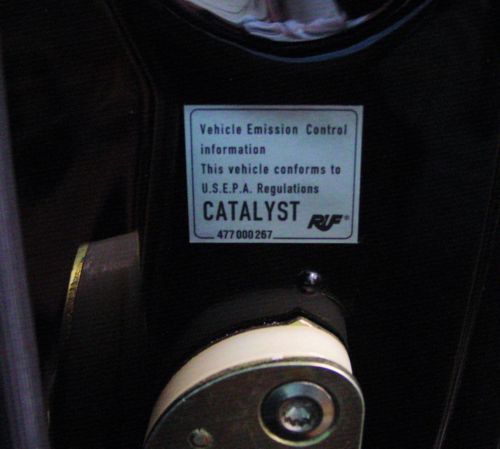 Vehicle Emission Control
information
This vehicle conforms to
U.S.E.P.A. Regulations
CATALYST RUF®
477 000 267